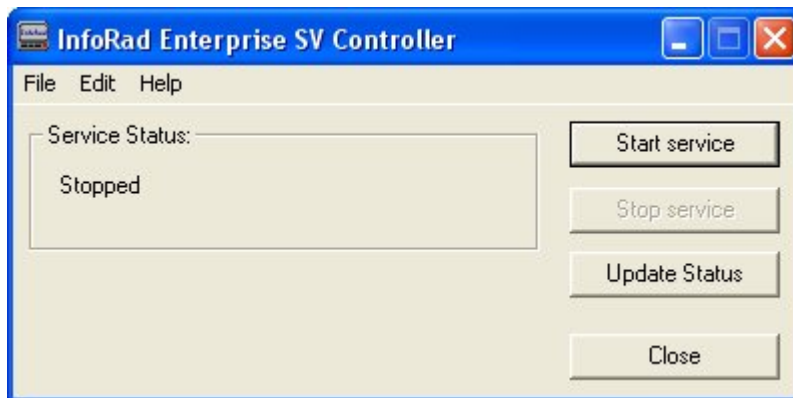 InfoRad Enterprise SV Controller
File Edit Help
Service Status:
Stopped
Start service
Stop service
Update Status
Close